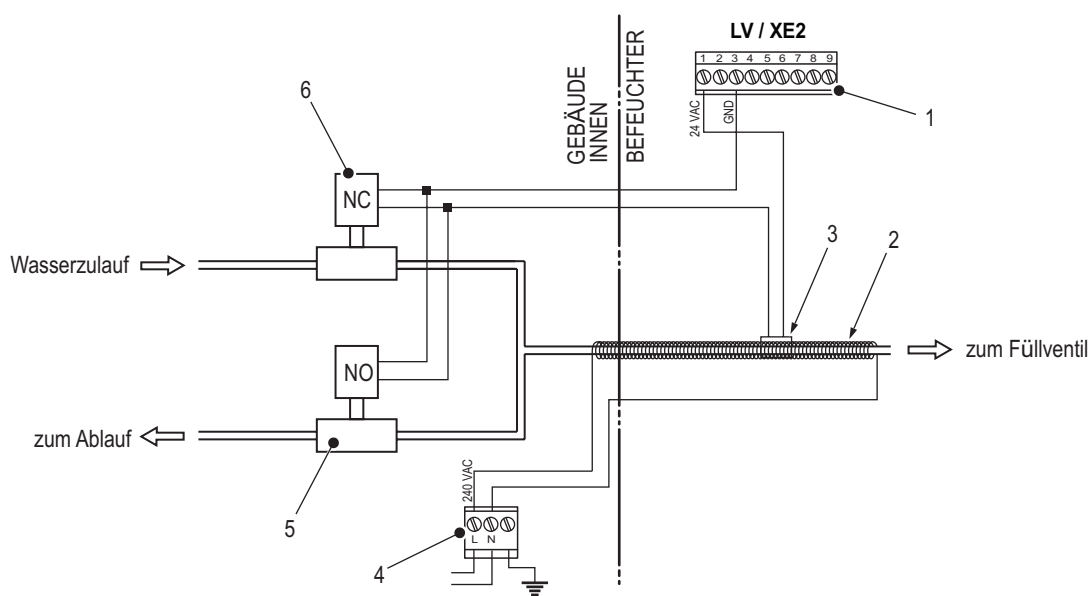 LV / XE2
1 2 3 4 5 6 7 8 9
24 VAC
GND
1
GEBÄUDE
INNEN
BEFEUCHTER
6
NC
Wasserzulauf
3
2
zum Füllventil
NO
zum Ablauf
5
240 VAC
L N
4